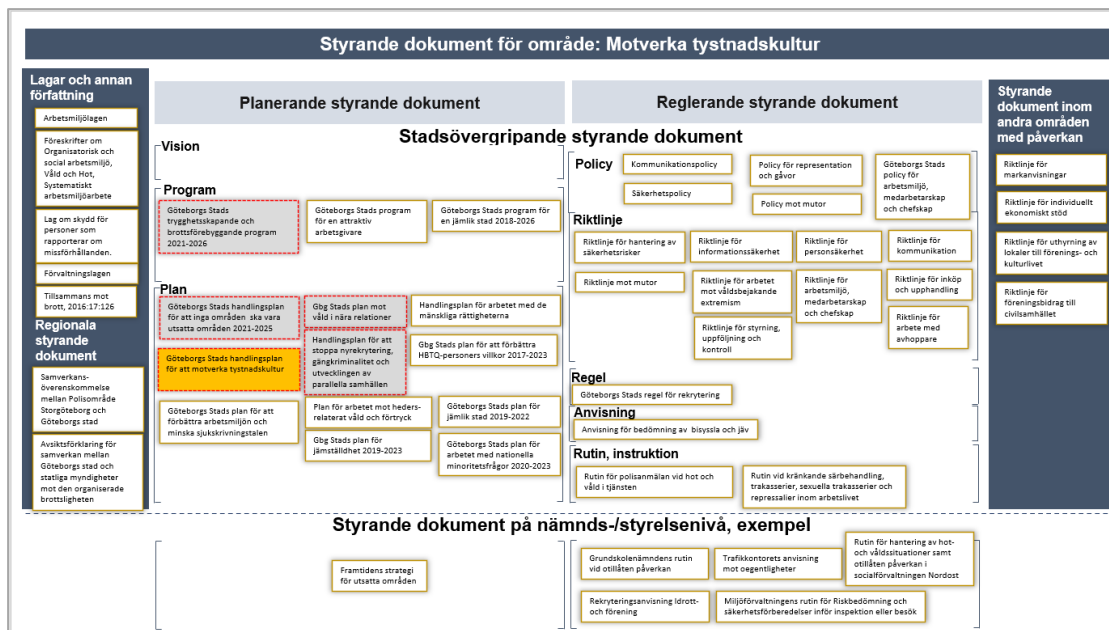 Styrande dokument för område: Motverka tystnadskultur
Lagar och annan
författning
Arbetsmiljölagen
Föreskrifter om
Organisatorisk och
social arbetsmiljö,
Våld och Hot,
Systematiskt
arbetsmiljöarbete
Lag om skydd för
personer som
rapporterar om
missförhållanden.
Förvaltningslagen
Tillsammans mot
brott, 2016:17:126
Regionala
styrande
dokument
Samverkans-
överenskommelse
mellan Polisområde
Storgöteborg och
Göteborgs stad
Avsiktsförklaring för
samverkan mellan
Göteborgs stad och
statliga myndigheter
mot den organiserade
brottsligheten
Planerande styrande dokument
Reglerande styrande dokument
Stadsövergripande styrande dokument
Vision
Program
Göteborgs Stads
trygghetsskapande och
brottsförebyggande program
2021-2026
Göteborgs Stads program
för en attraktiv
arbetsgivare
Göteborgs Stads program för
en jämlik stad 2018-2026
Plan
Göteborgs Stads handlingsplan
för att inga områden ska vara
utsatta områden 2021-2025
Gbg Stads plan mot
våld i nära relationer
Handlingsplan för arbetet med de
mänskliga rättigheterna
Göteborgs Stads handlingsplan
för att motverka tystnadskultur
Handlingsplan för att
stoppa nyrekrytering,
gängkriminalitet och
utvecklingen av
parallella samhällen
Gbg Stads plan för att förbättra
HBTQ-personers villkor 2017-2023
Göteborgs Stads plan för att
förbättra arbetsmiljön och
minska sjukskrivningstalen
Plan för arbetet mot heders-
relaterat våld och förtryck
Göteborgs Stads plan för
jämlik stad 2019-2022
Gbg Stads plan för
jämställdhet 2019-2023
Göteborgs Stads plan för
arbetet med nationella
minoritetsfrågor 2020-2023
Policy
Kommunikationspolicy
Policy för representation
och gåvor
Göteborgs Stads
policy för
arbetsmiljö,
medarbetarskap
och chefskap
Säkerhetspolicy
Policy mot mutor
Riktlinje
Riktlinje för hantering av
säkerhetsrisker
Riktlinje för
informationssäkerhet
Riktlinje för
personsäkerhet
Riktlinje för
kommunikation
Riktlinje mot mutor
Riktlinje för arbetet
mot våldsbejakande
extremism
Riktlinje för
arbetsmiljö,
medarbetarskap
och chefskap
Riktlinje för inköp
och upphandling
Riktlinje för styrning,
uppföljning och
kontroll
Riktlinje för
arbete med
avhoppare
Regel
Göteborgs Stads regel för rekrytering
Anvisning
Anvisning för bedömning av bisyssla och jäv
Rutin, instruktion
Rutin för polisanmälan vid hot och
våld i tjänsten
Rutin vid kränkande särbehandling,
trakasserier, sexuella trakasserier och
repressalier inom arbetslivet
Styrande
dokument inom
andra områden
med påverkan
Riktlinje för
markanvisningar
Riktlinje för individuellt
ekonomiskt stöd
Riktlinje för uthyrning av
lokaler till förenings- och
kulturlivet
Riktlinje för
föreningsbidrag till
civilsamhället
Styrande dokument på nämnds-/styrelsenivå, exempel
Framtidens strategi
för utsatta områden
Grundskolenämndens rutin
vid otillåten påverkan
Trafikkontorets anvisning
mot oegentligheter
Rutin för hantering av hot-
och våldssituationer samt
otillåten påverkan i
socialförvaltningen Nordost
Rekryteringsanvisning Idrott-
och förening
Miljöförvaltningens rutin för Riskbedömning och
säkerhetsförberedelser inför inspektion eller besök